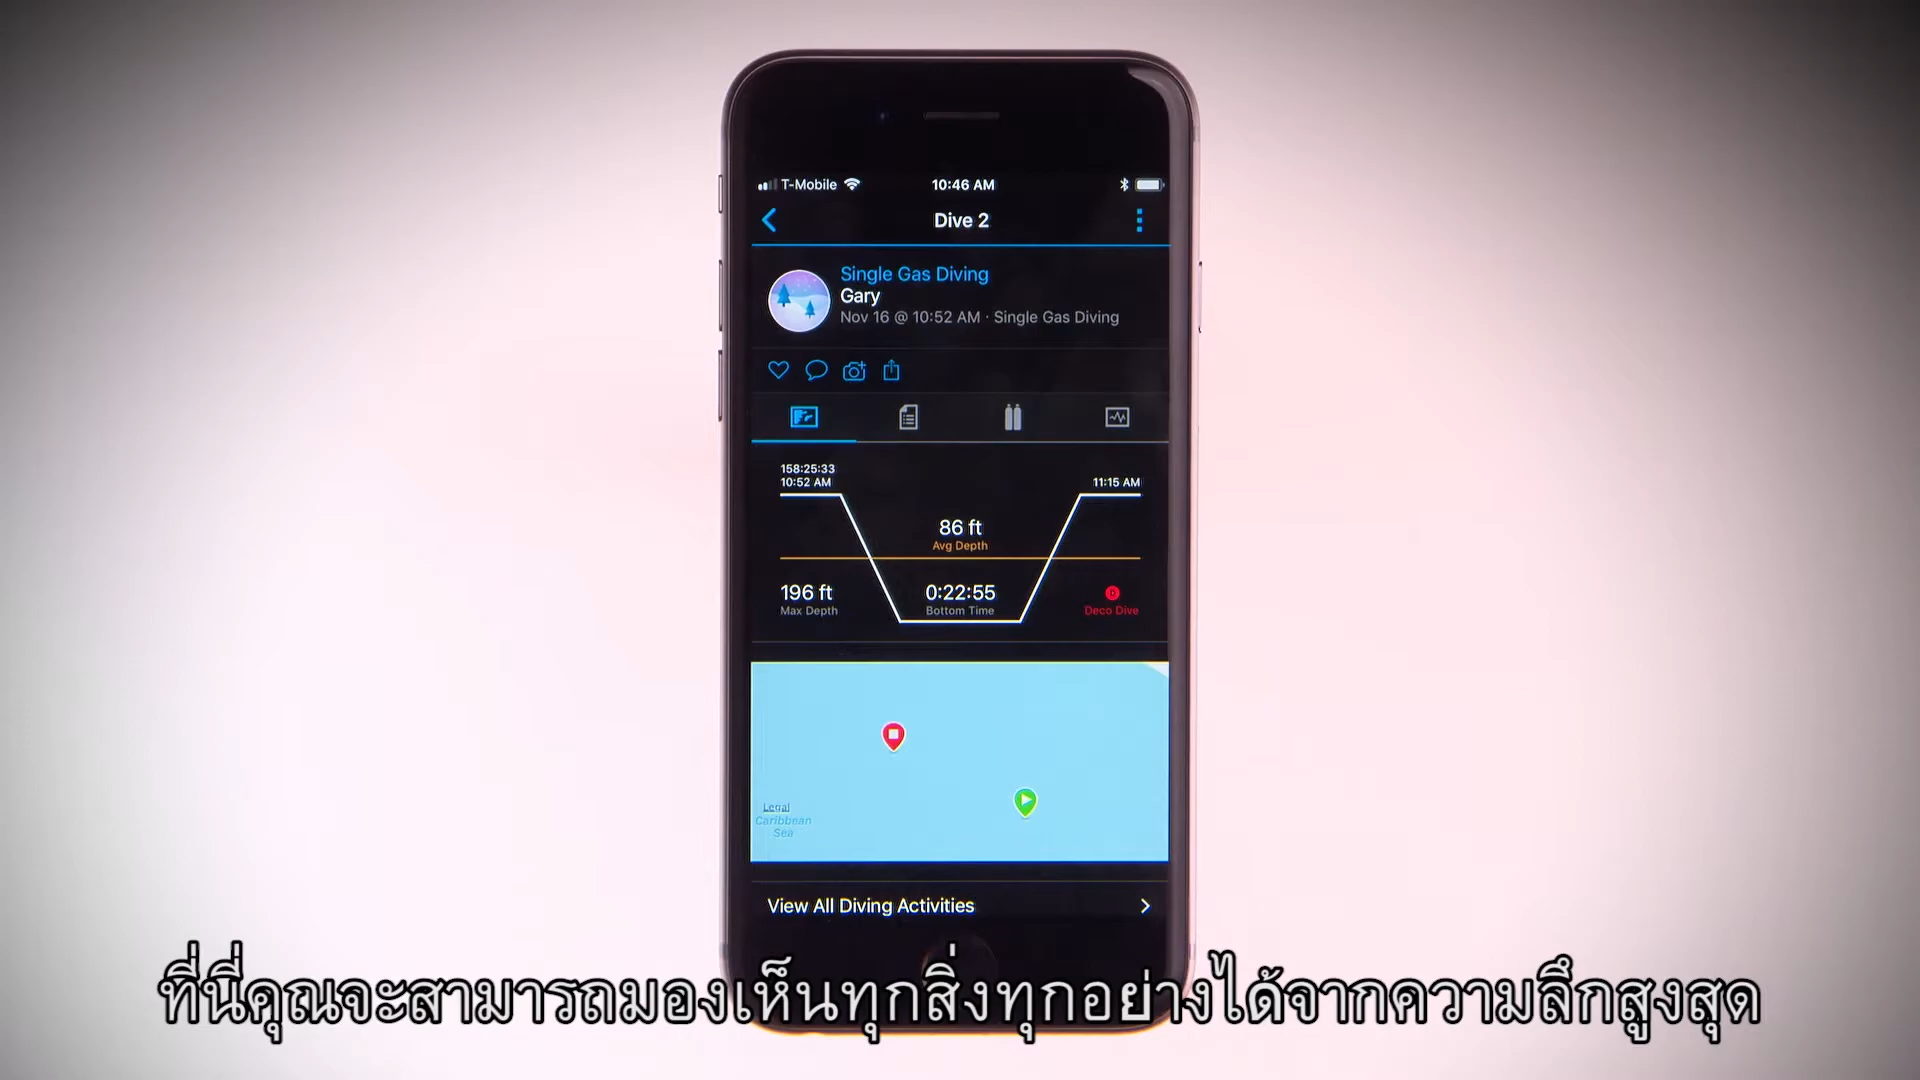 T-Mobile 10:46 AM
Dive 2
Single Gas Diving
Gary
Nov 16 @ 10:52 AM · Single Gas Diving
158:25:33
10:52 AM
11:15 AM
86 ft
Avg Depth
196 ft
Max Depth
0:22:55
Bottom Time
Deco Dive
Legal
Caribbean
Sea
View All Diving Activities
ที่นี่คุณจะสามารถมองเห็นทุกสิ่งทุกอย่างได้จากความลึกสูงสุด